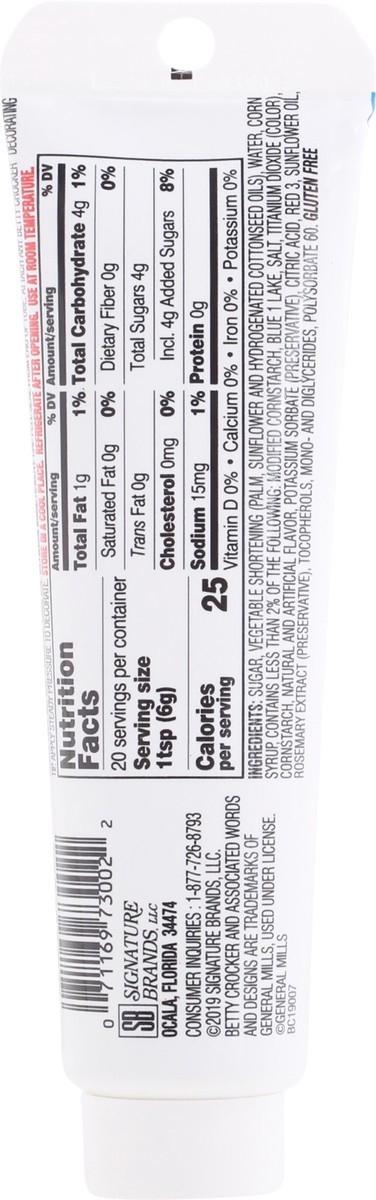 DECORATING
STORE IN A COOL PLACE. REFRIGERATE AFTER OPENING. USE AT ROOM TEMPERATURE.
Nutrition
Facts
20 servings per container
Serving size
1tsp (6g)
Calories
per serving
25
Amount/serving % DV
Total Fat 1g 1%
Saturated Fat 0g 0%
Trans Fat 0g
Cholesterol 0mg 0%
Sodium 15mg 1%
Amount/serving % DV
Total Carbohydrate 4g 1%
Dietary Fiber 0g 0%
Total Sugars 4g
Incl. 4g Added Sugars 8%
Protein 0g
Vitamin D 0% • Calcium 0% • Iron 0% • Potassium 0%
INGREDIENTS: SUGAR, VEGETABLE SHORTENING (PALM, SUNFLOWER AND HYDROGENATED COTTONSEED OILS), WATER, CORN
SYRUP. CONTAINS LESS THAN 2% OF THE FOLLOWING: MODIFIED CORNSTARCH, BLUE 1 LAKE, SALT, TITANIUM DIOXIDE (COLOR),
CORNSTARCH, NATURAL AND ARTIFICIAL FLAVOR, POTASSIUM SORBATE (PRESERVATIVE), CITRIC ACID, RED 3, SUNFLOWER OIL,
ROSEMARY EXTRACT (PRESERVATIVE), TOCOPHEROLS, MONO- AND DIGLYCERIDES, POLYSORBATE 60. GLUTEN FREE
0 71169 73002 2
SB SIGNATURE
BRANDS, LLC
OCALA, FLORIDA 34474
CONSUMER INQUIRIES : 1-877-726-8793
©2019 SIGNATURE BRANDS, LLC.
BETTY CROCKER AND ASSOCIATED WORDS
AND DESIGNS ARE TRADEMARKS OF
GENERAL MILLS, USED UNDER LICENSE.
©GENERAL MILLS
BC19007